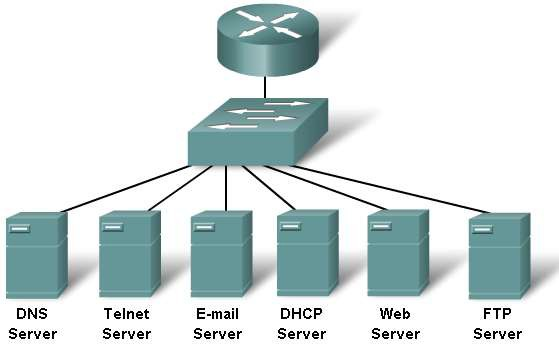 DNS
Server
Telnet
Server
E-mail
Server
DHCP
Server
Web
Server
FTP
Server